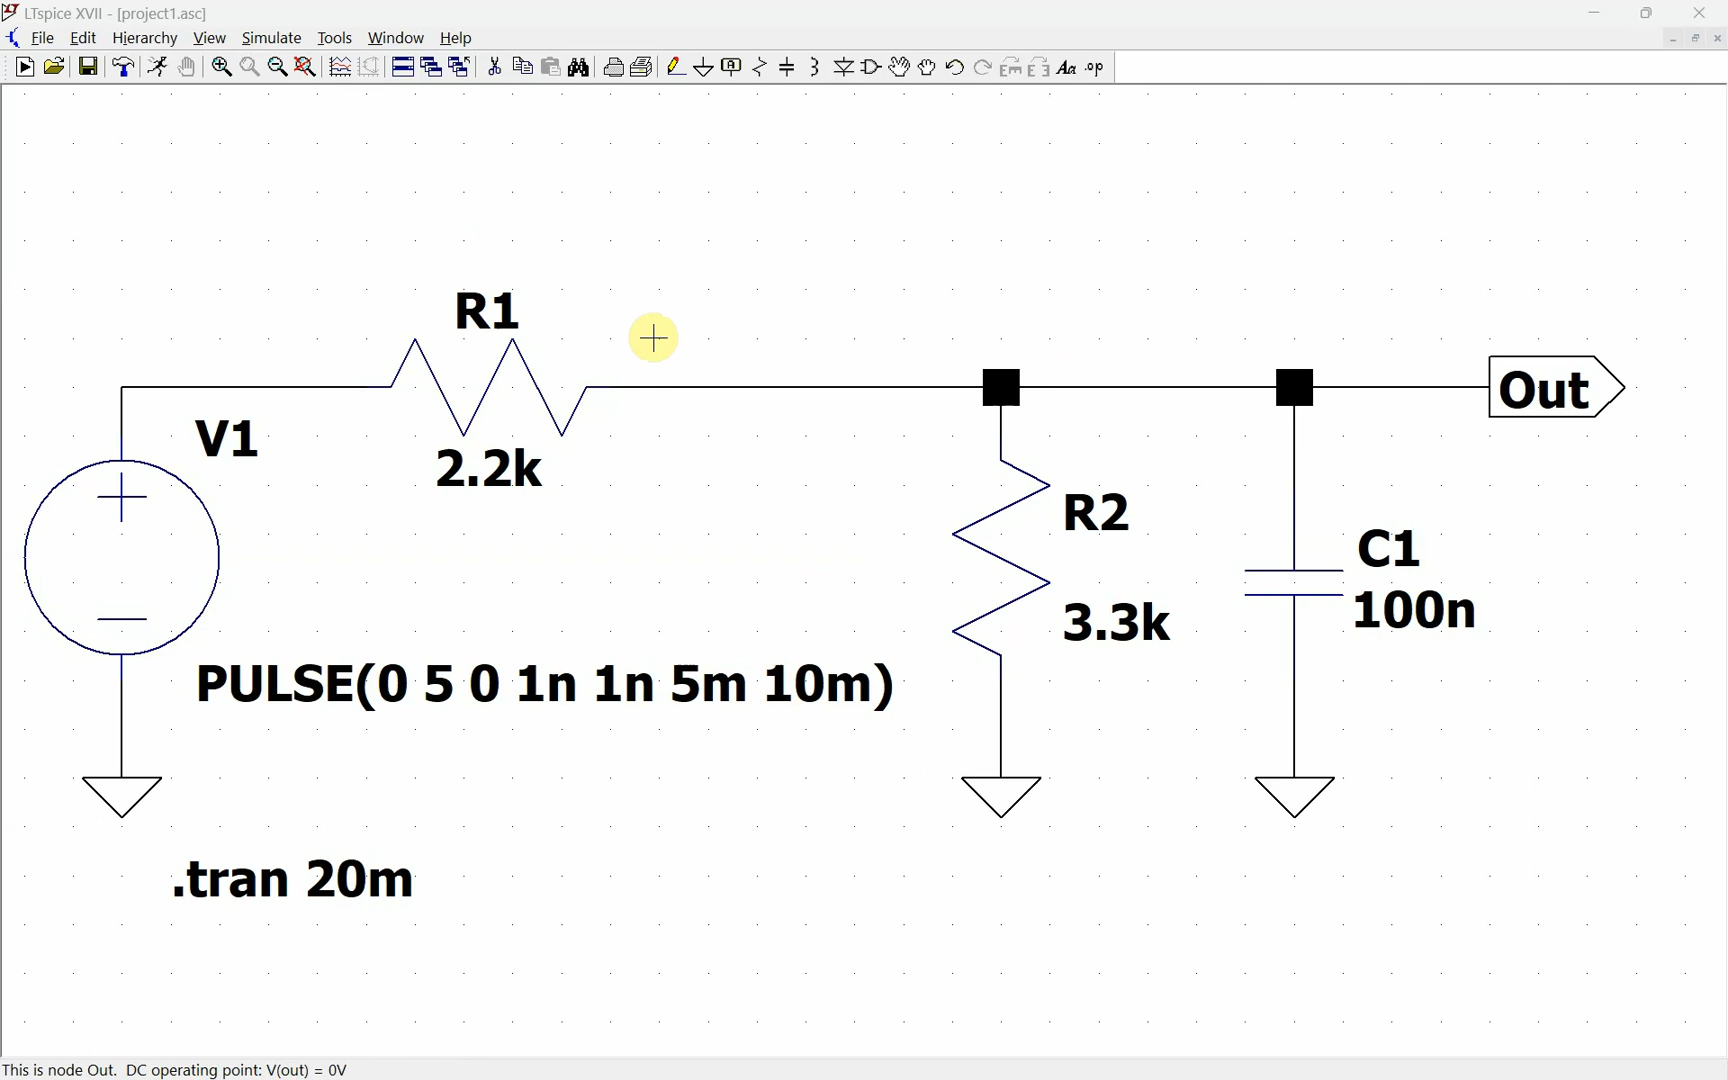 LTspice XVII - [project1.asc]
File Edit Hierarchy View Simulate Tools Window Help
Aa .op
R1
Out
V1
2.2k
R2
C1
100n
3.3k
PULSE(0 5 0 1n 1n 5m 10m)
.tran 20m
This is node Out. DC operating point: V(out) = 0V